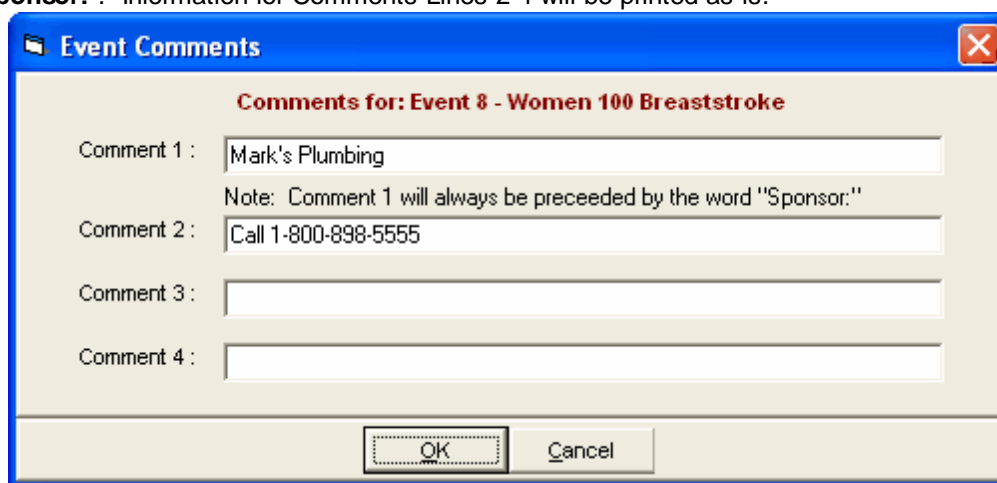 ponsor:". Information for Comments Lines 2-4 will be printed as is.
Event Comments
Comments for: Event 8 - Women 100 Breaststroke
Comment 1 : Mark's Plumbing
Note: Comment 1 will always be preceeded by the word "Sponsor:"
Comment 2 : Call 1-800-898-5555
Comment 3 :
Comment 4 :
OK Cancel